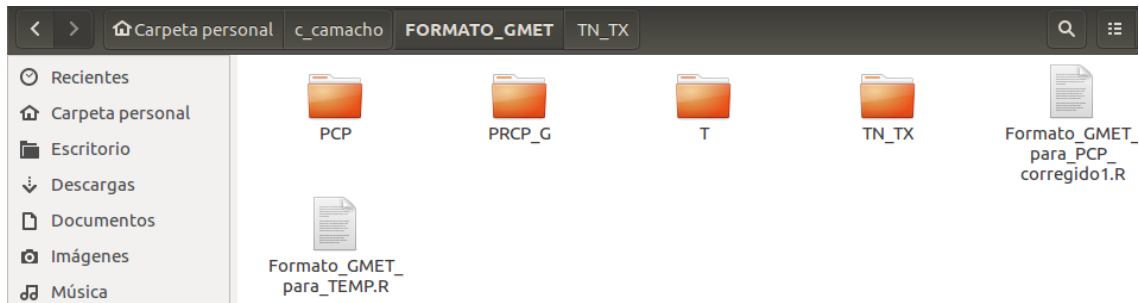 Carpeta personal c_camacho FORMATO_GMET TN_TX
Recientes
Carpeta personal
Escritorio
Descargas
Documentos
Imágenes
Música
PCP PRCP_G T TN_TX Formato_GMET_
para_PCP_
corregido1.R
Formato_GMET_
para_TEMP.R